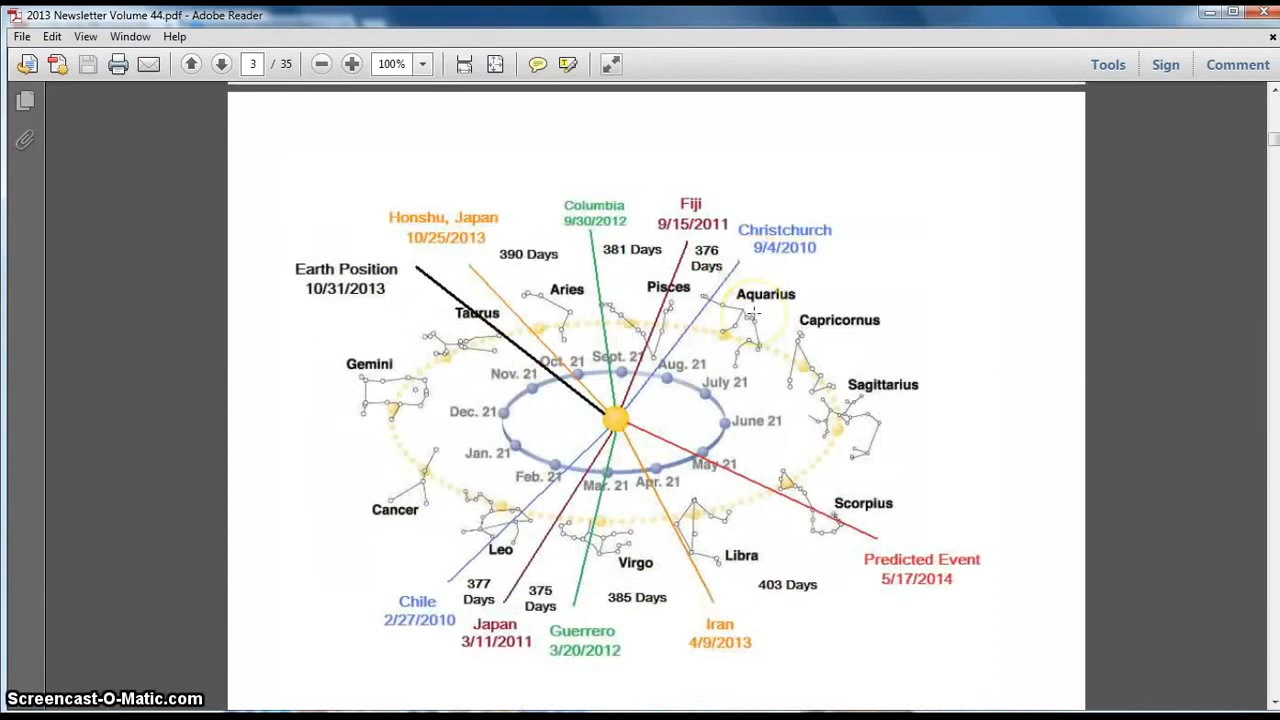 2013 Newsletter Volume 44.pdf - Adobe Reader
File Edit View Window Help
3 / 35 100% Tools Sign Comment
Honshu, Japan
10/25/2013
Columbia
9/30/2012
Fiji
9/15/2011
Christchurch
9/4/2010
390 Days
381 Days
376
Days
Earth Position
10/31/2013
Aries
Pisces
Aquarius
Taurus
Capricornus
Gemini
Sagittarius
Oct. 21
Sept. 21
Aug. 21
Nov. 21
July 21
Dec. 21
June 21
Jan. 21
May 21
Feb. 21
Mar. 21
Apr. 21
Cancer
Scorpius
Leo
Virgo
Libra
Predicted Event
5/17/2014
377
Days
375
Days
385 Days
403 Days
Chile
2/27/2010
Japan
3/11/2011
Guerrero
3/20/2012
Iran
4/9/2013
Screencast-O-Matic.com